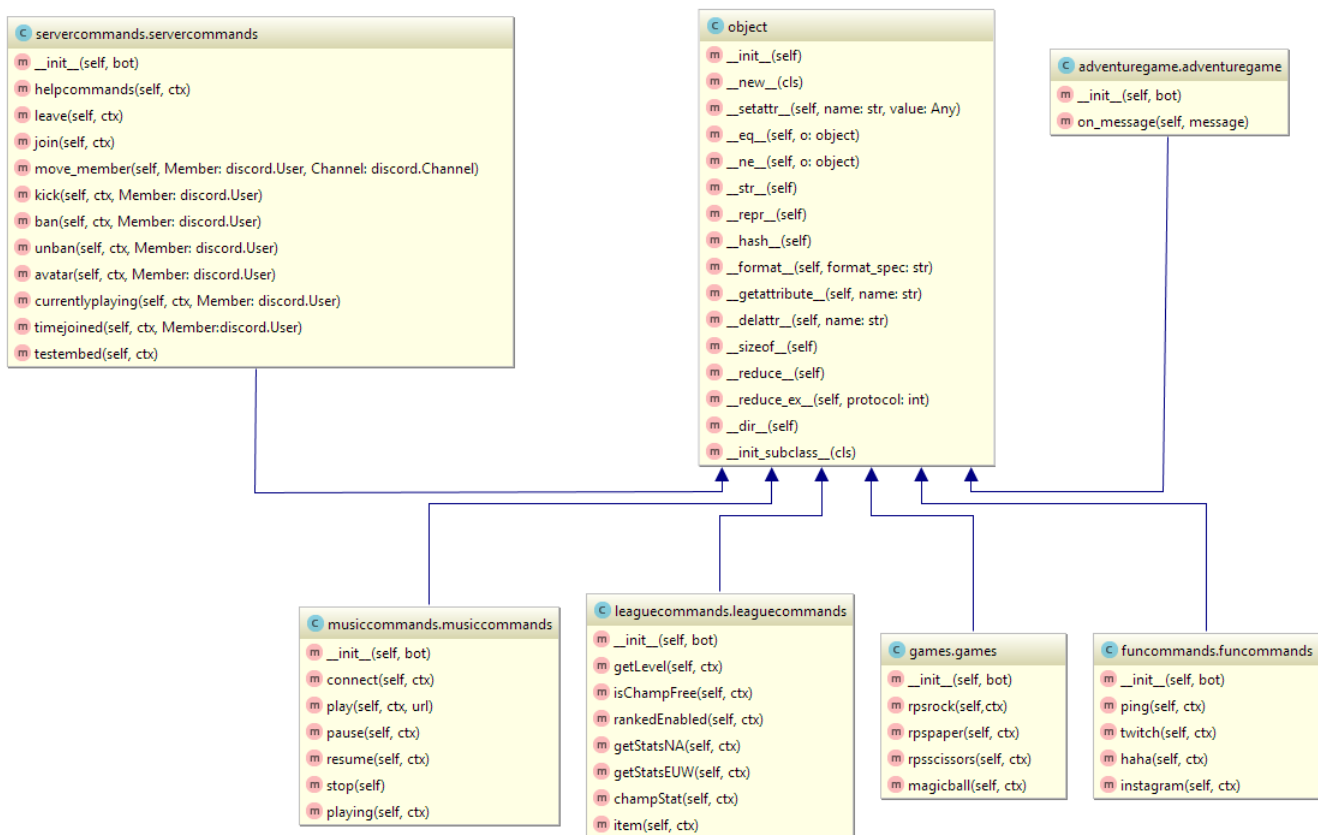 C servercommands.servercommands
m __init__(self, bot)
m helpcommands(self, ctx)
m leave(self, ctx)
m join(self, ctx)
m move_member(self, Member: discord.User, Channel: discord.Channel)
m kick(self, ctx, Member: discord.User)
m ban(self, ctx, Member: discord.User)
m unban(self, ctx, Member: discord.User)
m avatar(self, ctx, Member: discord.User)
m currentlyplaying(self, ctx, Member: discord.User)
m timejoined(self, ctx, Member:discord.User)
m testembed(self, ctx)
C object
m __init__(self)
m __new__(cls)
m __setattr__(self, name: str, value: Any)
m __eq__(self, o: object)
m __ne__(self, o: object)
m __str__(self)
m __repr__(self)
m __hash__(self)
m __format__(self, format_spec: str)
m __getattribute__(self, name: str)
m __delattr__(self, name: str)
m __sizeof__(self)
m __reduce__(self)
m __reduce_ex__(self, protocol: int)
m __dir__(self)
m __init_subclass__(cls)
C adventuregame.adventuregame
m __init__(self, bot)
m on_message(self, message)
C musiccommands.musiccommands
m __init__(self, bot)
m connect(self, ctx)
m play(self, ctx, url)
m pause(self, ctx)
m resume(self, ctx)
m stop(self)
m playing(self, ctx)
C leaguecommands.leaguecommands
m __init__(self, bot)
m getLevel(self, ctx)
m isChampFree(self, ctx)
m rankedEnabled(self, ctx)
m getStatsNA(self, ctx)
m getStatsEUW(self, ctx)
m champStat(self, ctx)
m item(self, ctx)
C games.games
m __init__(self, bot)
m rpsrock(self,ctx)
m rpspaper(self, ctx)
m rpsscissors(self, ctx)
m magicball(self, ctx)
C funcommands.funcommands
m __init__(self, bot)
m ping(self, ctx)
m twitch(self, ctx)
m haha(self, ctx)
m instagram(self, ctx)